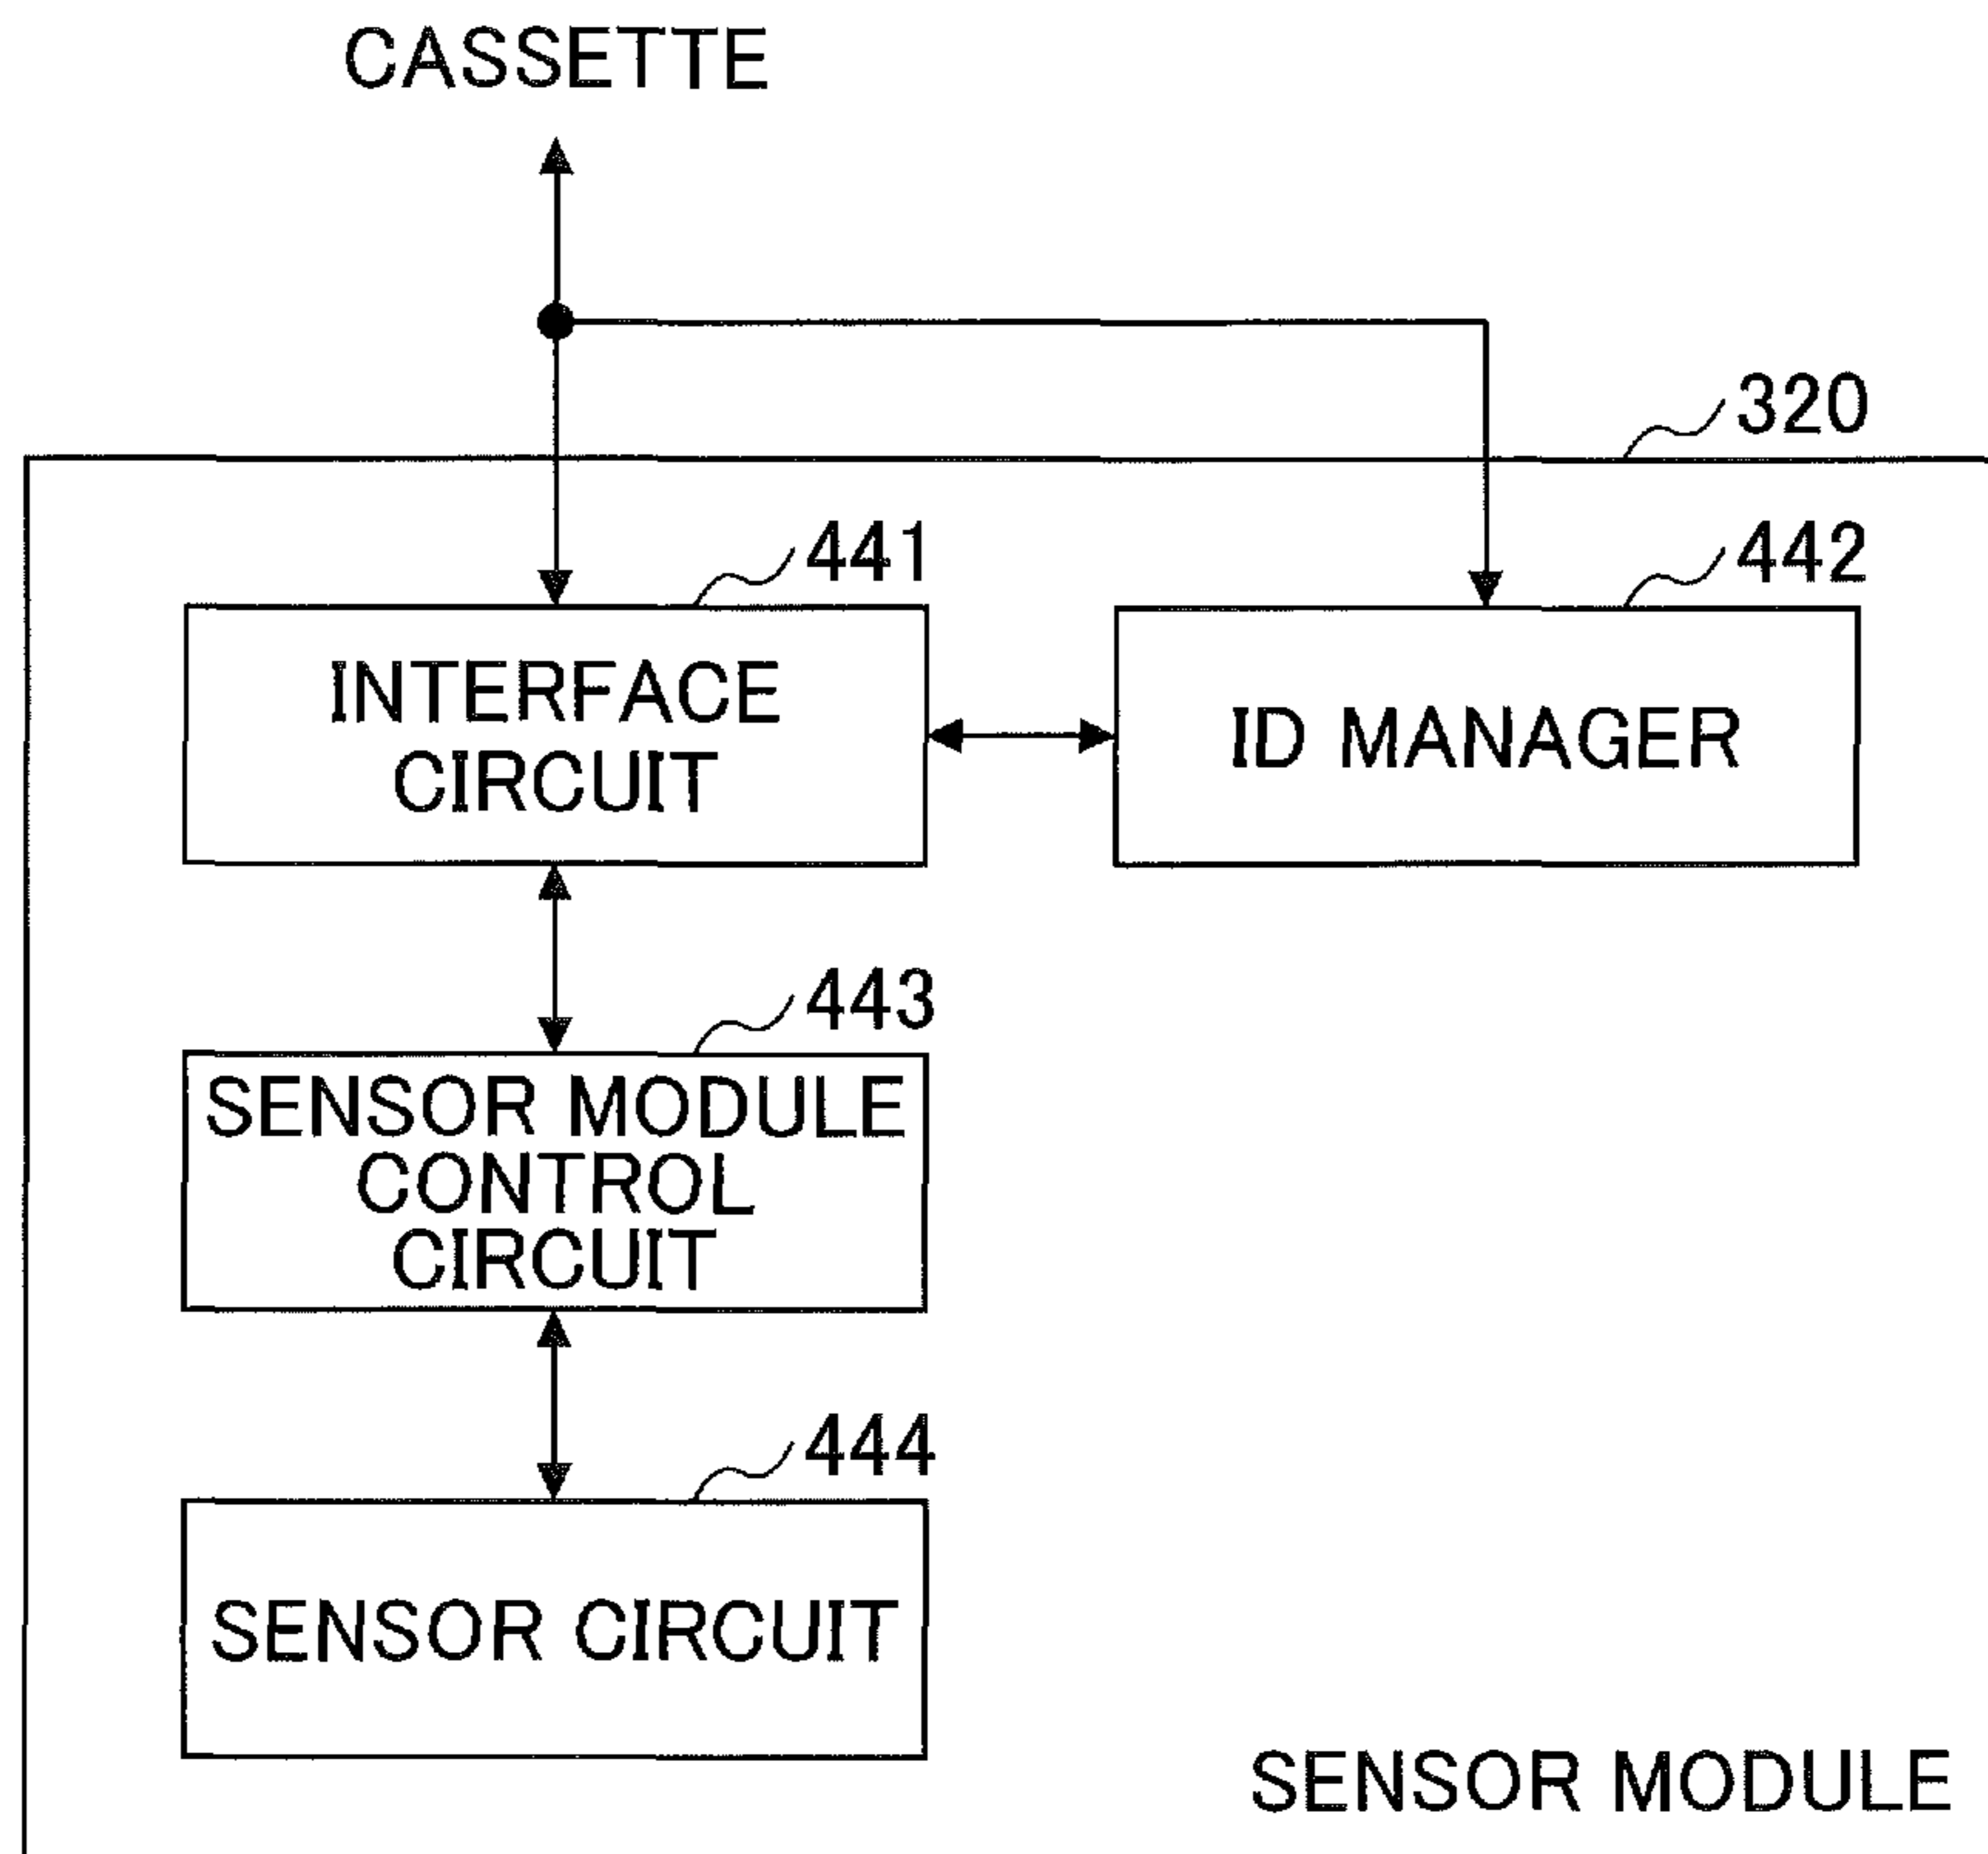 CASSETTE
320
441
442
INTERFACE
CIRCUIT
ID MANAGER
443
SENSOR MODULE
CONTROL
CIRCUIT
444
SENSOR CIRCUIT
SENSOR MODULE